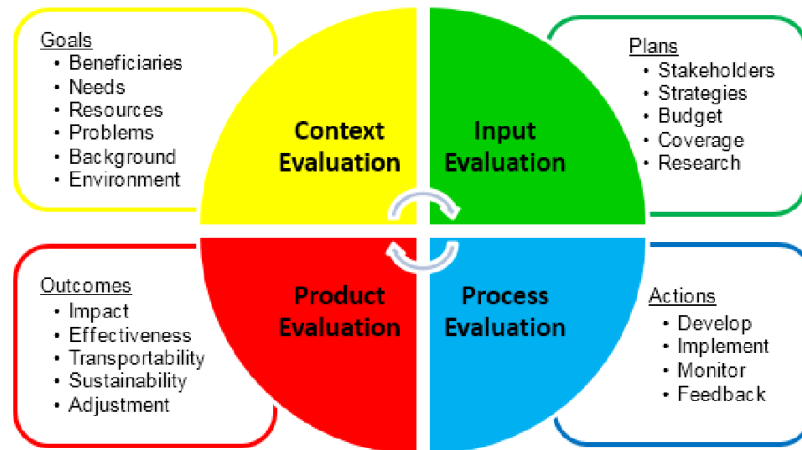 Goals
• Beneficiaries
• Needs
• Resources
• Problems
• Background
• Environment
Context
Evaluation
Input
Evaluation
Plans
• Stakeholders
• Strategies
• Budget
• Coverage
• Research
Outcomes
• Impact
• Effectiveness
• Transportability
• Sustainability
• Adjustment
Product
Evaluation
Process
Evaluation
Actions
• Develop
• Implement
• Monitor
• Feedback